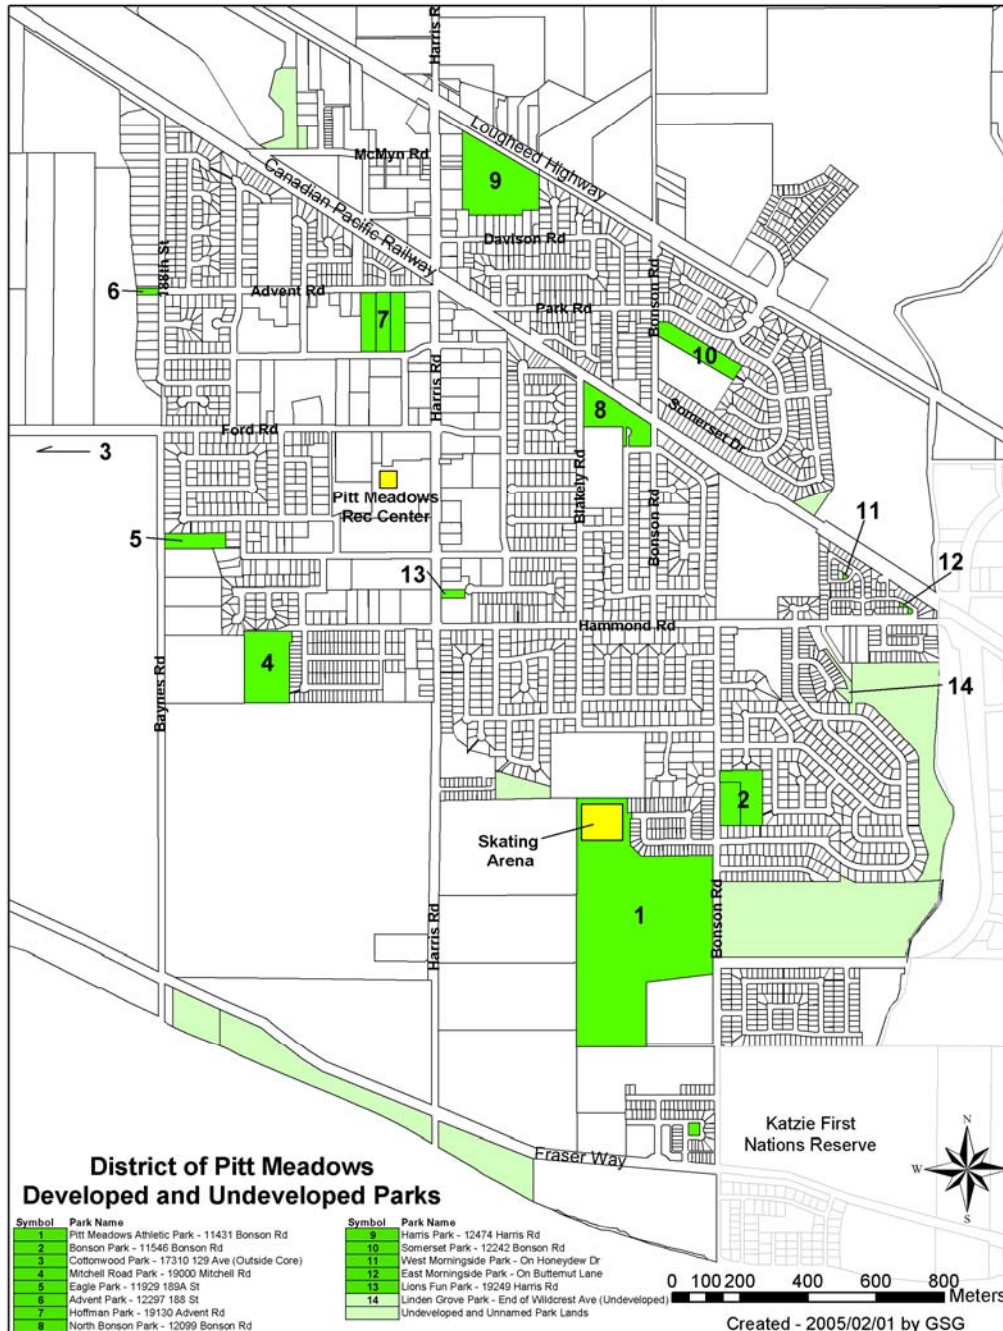 Harris R
Lougheed Highway
McMyn Rd
9
Canadian Pacific Railway
Davison Rd
188th St
Bonson Rd
6
Advent Rd
Park Rd
7
10
Harris Rd
8
Somerset Dr
Ford Rd
3
Blakely Rd
Pitt Meadows
Rec Center
Bonson Rd
11
5
12
13
Hammond Rd
4
14
Baynes Rd
2
Skating
Arena
1
Bonson Rd
Harris Rd
Katzie First
Nations Reserve
Fraser Way
N
W
E
S
District of Pitt Meadows
Developed and Undeveloped Parks
Symbol Park Name
1 Pitt Meadows Athletic Park - 11431 Bonson Rd
2 Bonson Park - 11546 Bonson Rd
3 Cottonwood Park - 17310 129 Ave (Outside Core)
4 Mitchell Road Park - 19000 Mitchell Rd
5 Eagle Park - 11929 189A St
6 Advent Park - 12297 188 St
7 Hoffman Park - 19130 Advent Rd
8 North Bonson Park - 12099 Bonson Rd
Symbol Park Name
9 Harris Park - 12474 Harris Rd
10 Somerset Park - 12242 Bonson Rd
11 West Morningside Park - On Honeydew Dr
12 East Morningside Park - On Butternut Lane
13 Lions Fun Park - 19249 Harris Rd
14 Linden Grove Park - End of Wildcrest Ave (Undeveloped)
Undeveloped and Unnamed Park Lands
0 100 200 400 600 800
Meters
Created - 2005/02/01 by GSG